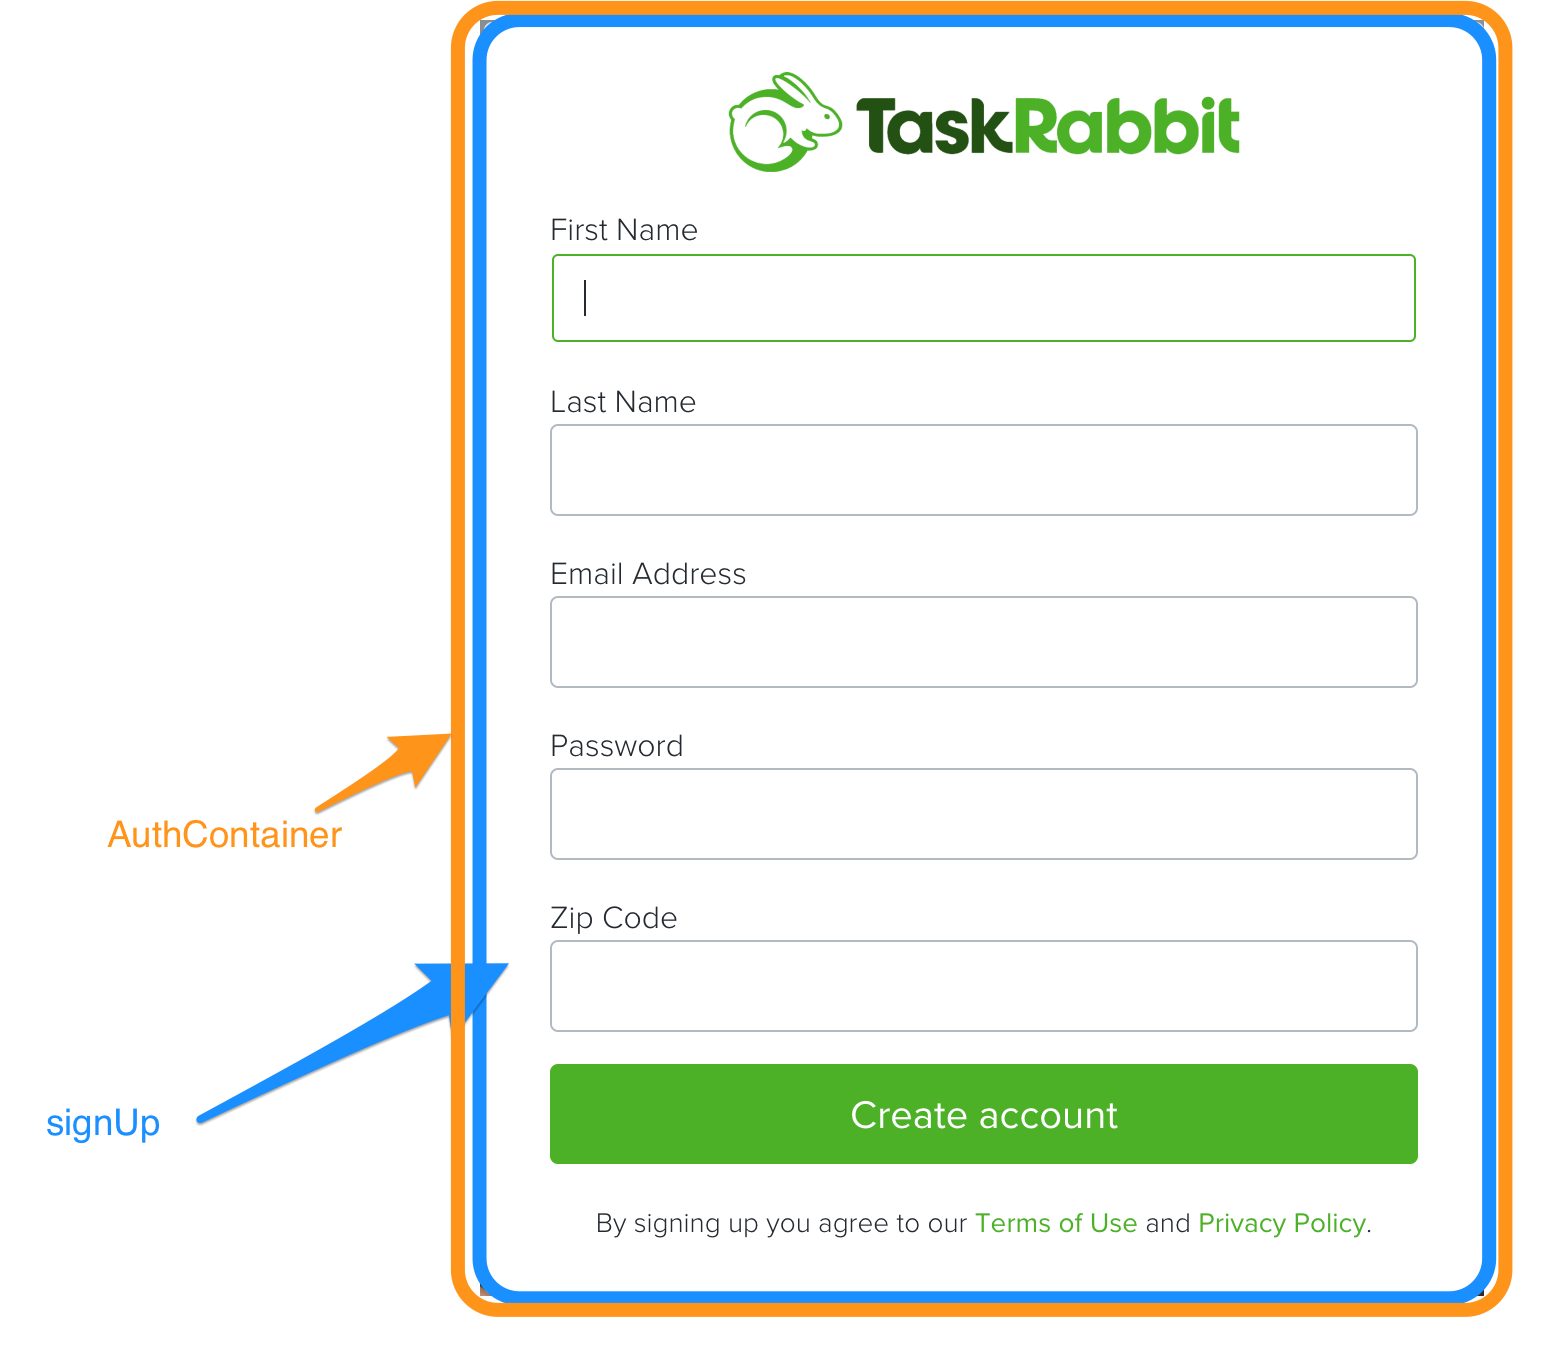 TaskRabbit
First Name
Last Name
Email Address
Password
AuthContainer
Zip Code
signUp
Create account
By signing up you agree to our Terms of Use and Privacy Policy.